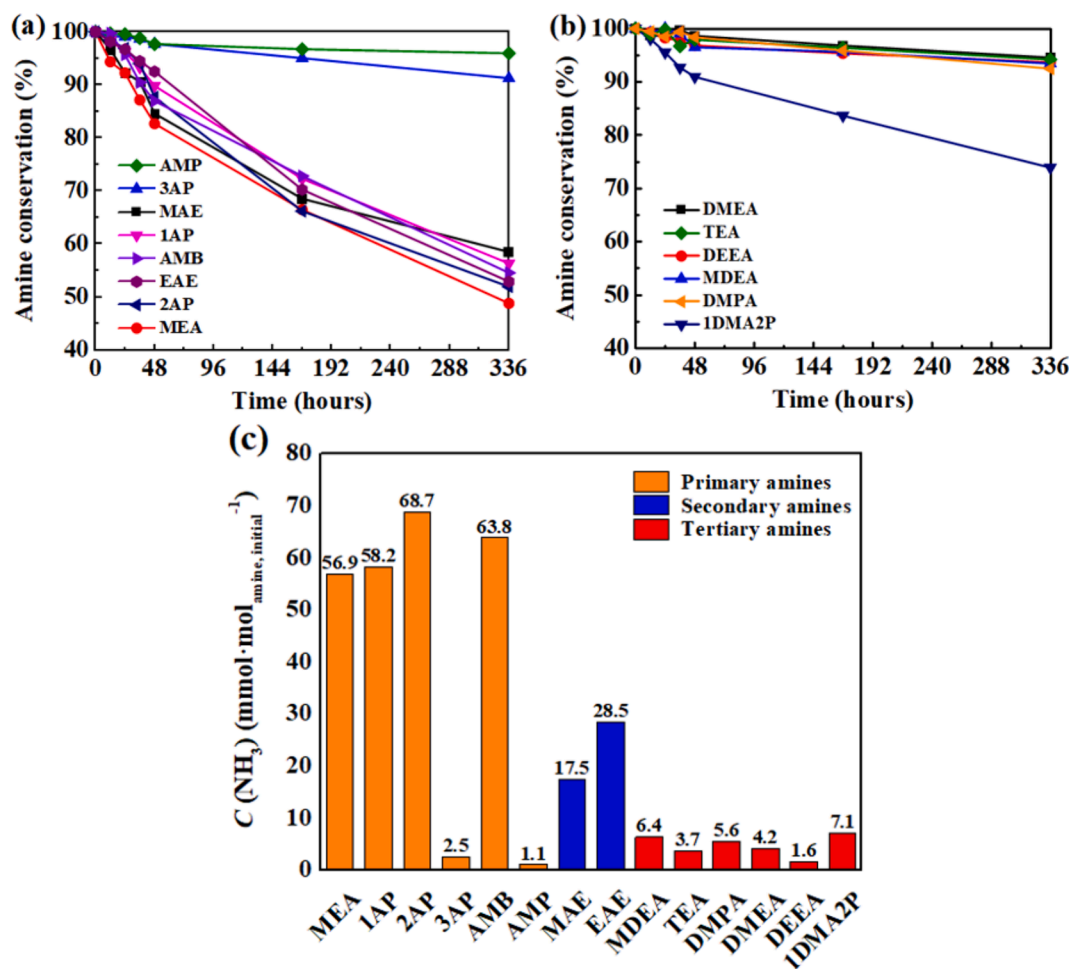 (a)
Amine conservation (%)
100
90
80
70
60
50
40
AMP
3AP
MAE
1AP
AMB
EAE
2AP
MEA
0 48 96 144 192 240 288 336
Time (hours)
(b)
Amine conservation (%)
100
90
80
70
60
50
40
DMEA
TEA
DEEA
MDEA
DMPA
1DMA2P
0 48 96 144 192 240 288 336
Time (hours)
(c)
C (NH₃) (mmol·mol amine, initial ⁻¹)
80
70
60
50
40
30
20
10
0
Primary amines
Secondary amines
Tertiary amines
56.9 58.2 68.7 2.5 63.8 1.1 17.5 28.5 6.4 3.7 5.6 4.2 1.6 7.1
MEA 1AP 2AP 3AP AMB AMP MAE EAE MDEA TEA DMPA DMEA DEEA 1DMA2P